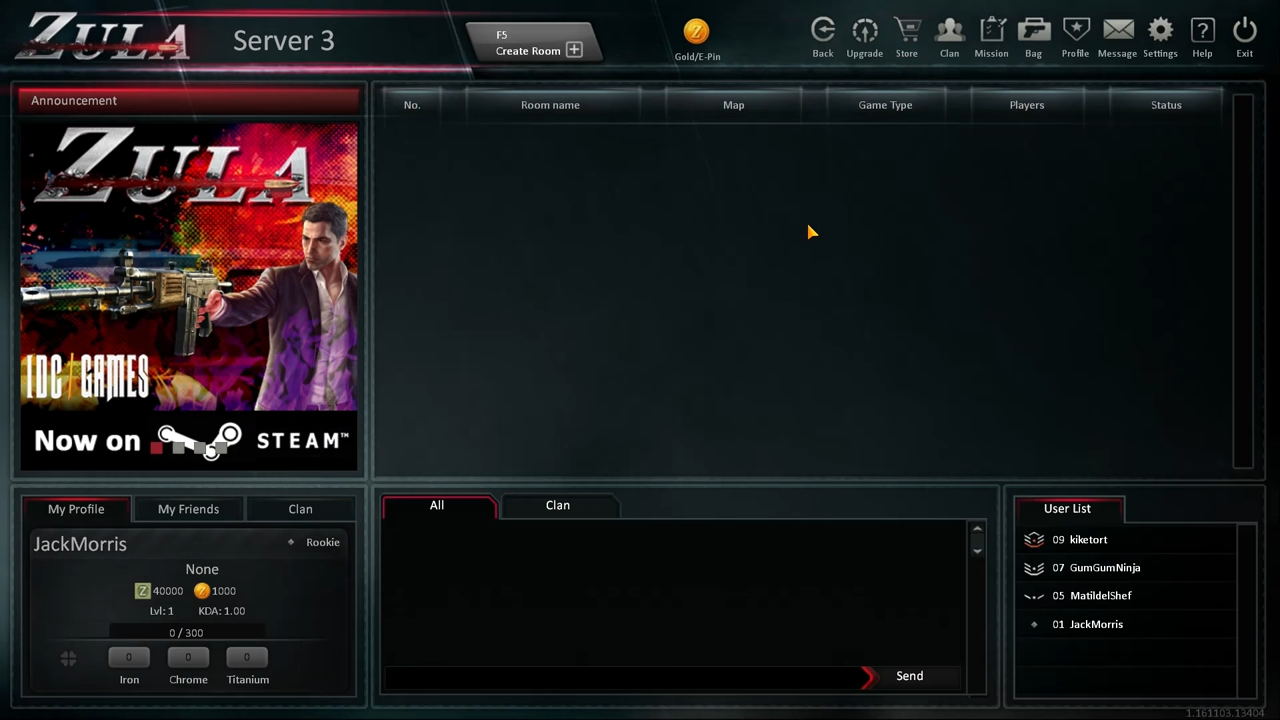 ZULA
Server 3
F5
Create Room
Gold/E-Pin
Back
Upgrade
Store
Clan
Mission
Bag
Profile
Message
Settings
Help
Exit
Announcement
ZULA
IDC/GAMES
Now on STEAM™
No.
Room name
Map
Game Type
Players
Status
My Profile
My Friends
Clan
JackMorris
Rookie
None
40000
1000
Lvl: 1
KDA: 1.00
0 / 300
0
0
0
Iron
Chrome
Titanium
All
Clan
Send
User List
09 kiketort
07 GumGumNinja
05 MatildelShef
01 JackMorris
1.161103.13404